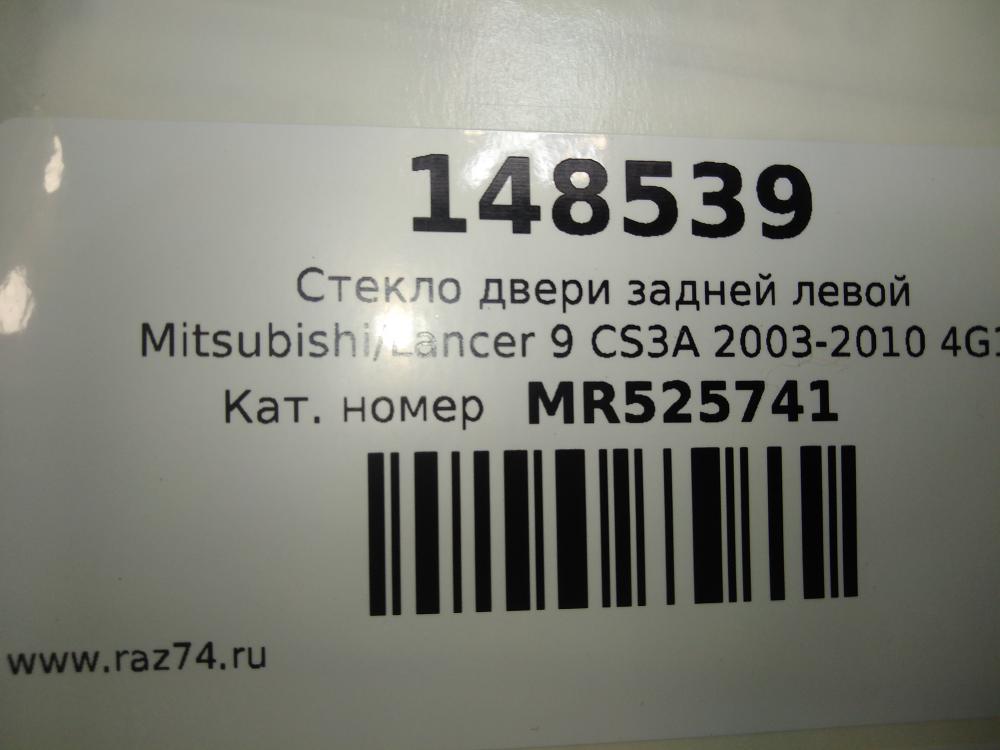 148539
Стекло двери задней левой
Mitsubishi/Lancer 9 CS3A 2003-2010
Кат. номер MR525741
www.raz74.ru